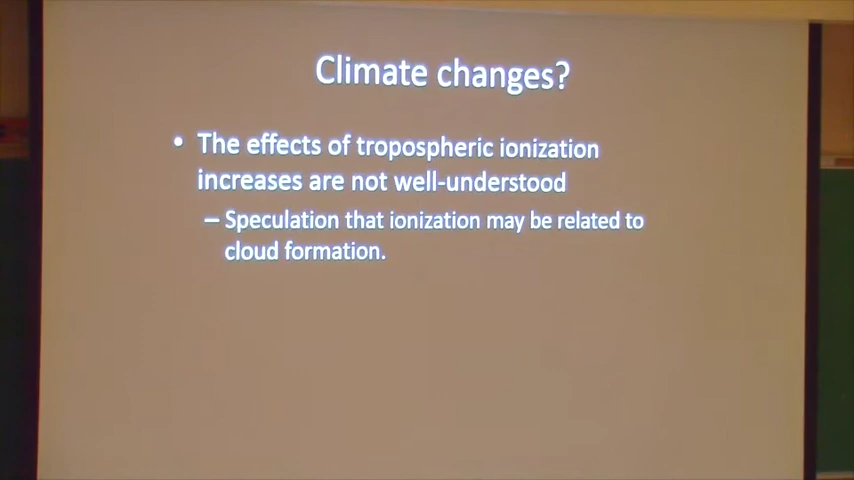 Climate changes?
• The effects of tropospheric ionization
increases are not well-understood
– Speculation that ionization may be related to
cloud formation.